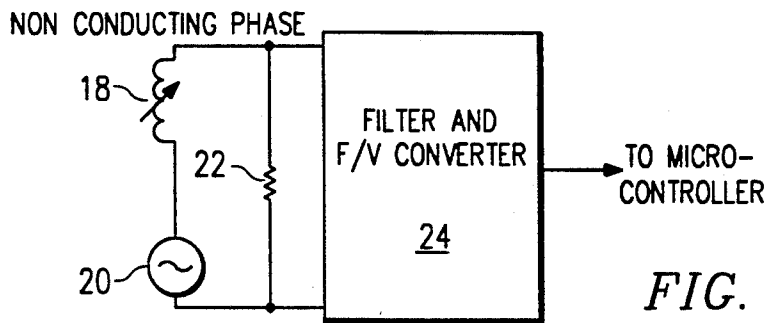 NON CONDUCTING PHASE
18
22
20
FILTER AND
F/V CONVERTER
24
TO MICRO-
CONTROLLER
FIG.